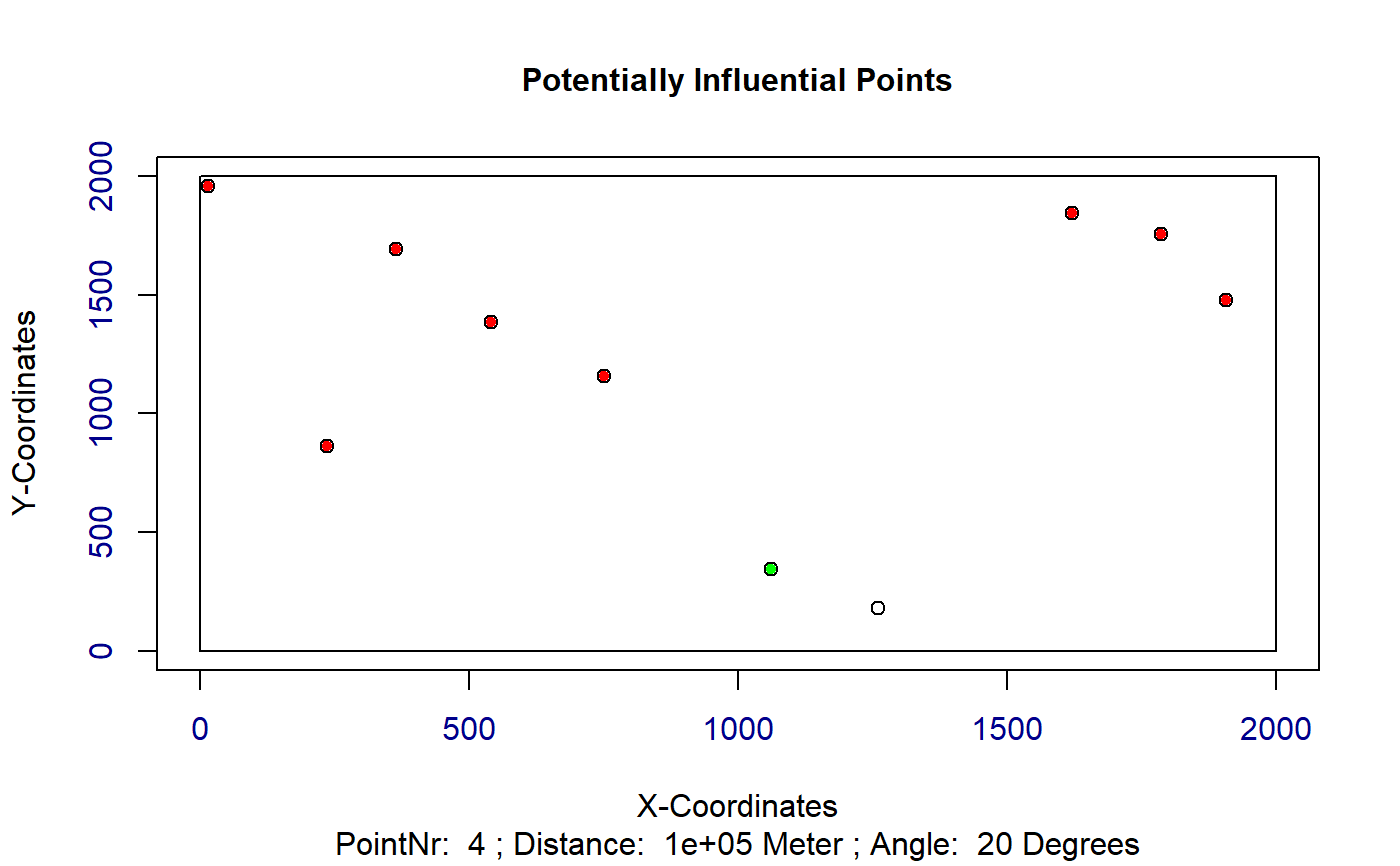 Potentially Influential Points
2000
1500
1000
500
0
Y-Coordinates
0 500 1000 1500 2000
X-Coordinates
PointNr: 4 ; Distance: 1e+05 Meter ; Angle: 20 Degrees